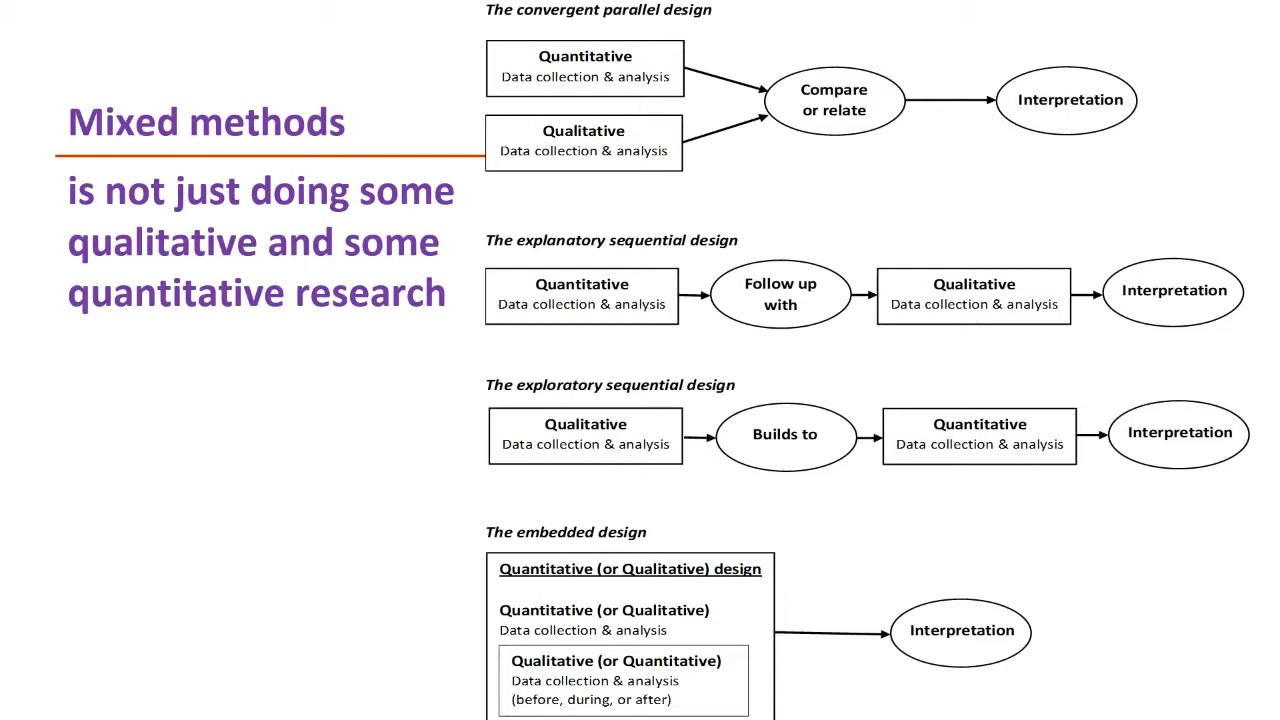 Mixed methods
is not just doing some
qualitative and some
quantitative research
The convergent parallel design
Quantitative
Data collection & analysis
Qualitative
Data collection & analysis
Compare
or relate
Interpretation
The explanatory sequential design
Quantitative
Data collection & analysis
Follow up
with
Qualitative
Data collection & analysis
Interpretation
The exploratory sequential design
Qualitative
Data collection & analysis
Builds to
Quantitative
Data collection & analysis
Interpretation
The embedded design
Quantitative (or Qualitative) design
Quantitative (or Qualitative)
Data collection & analysis
Qualitative (or Quantitative)
Data collection & analysis
(before, during, or after)
Interpretation